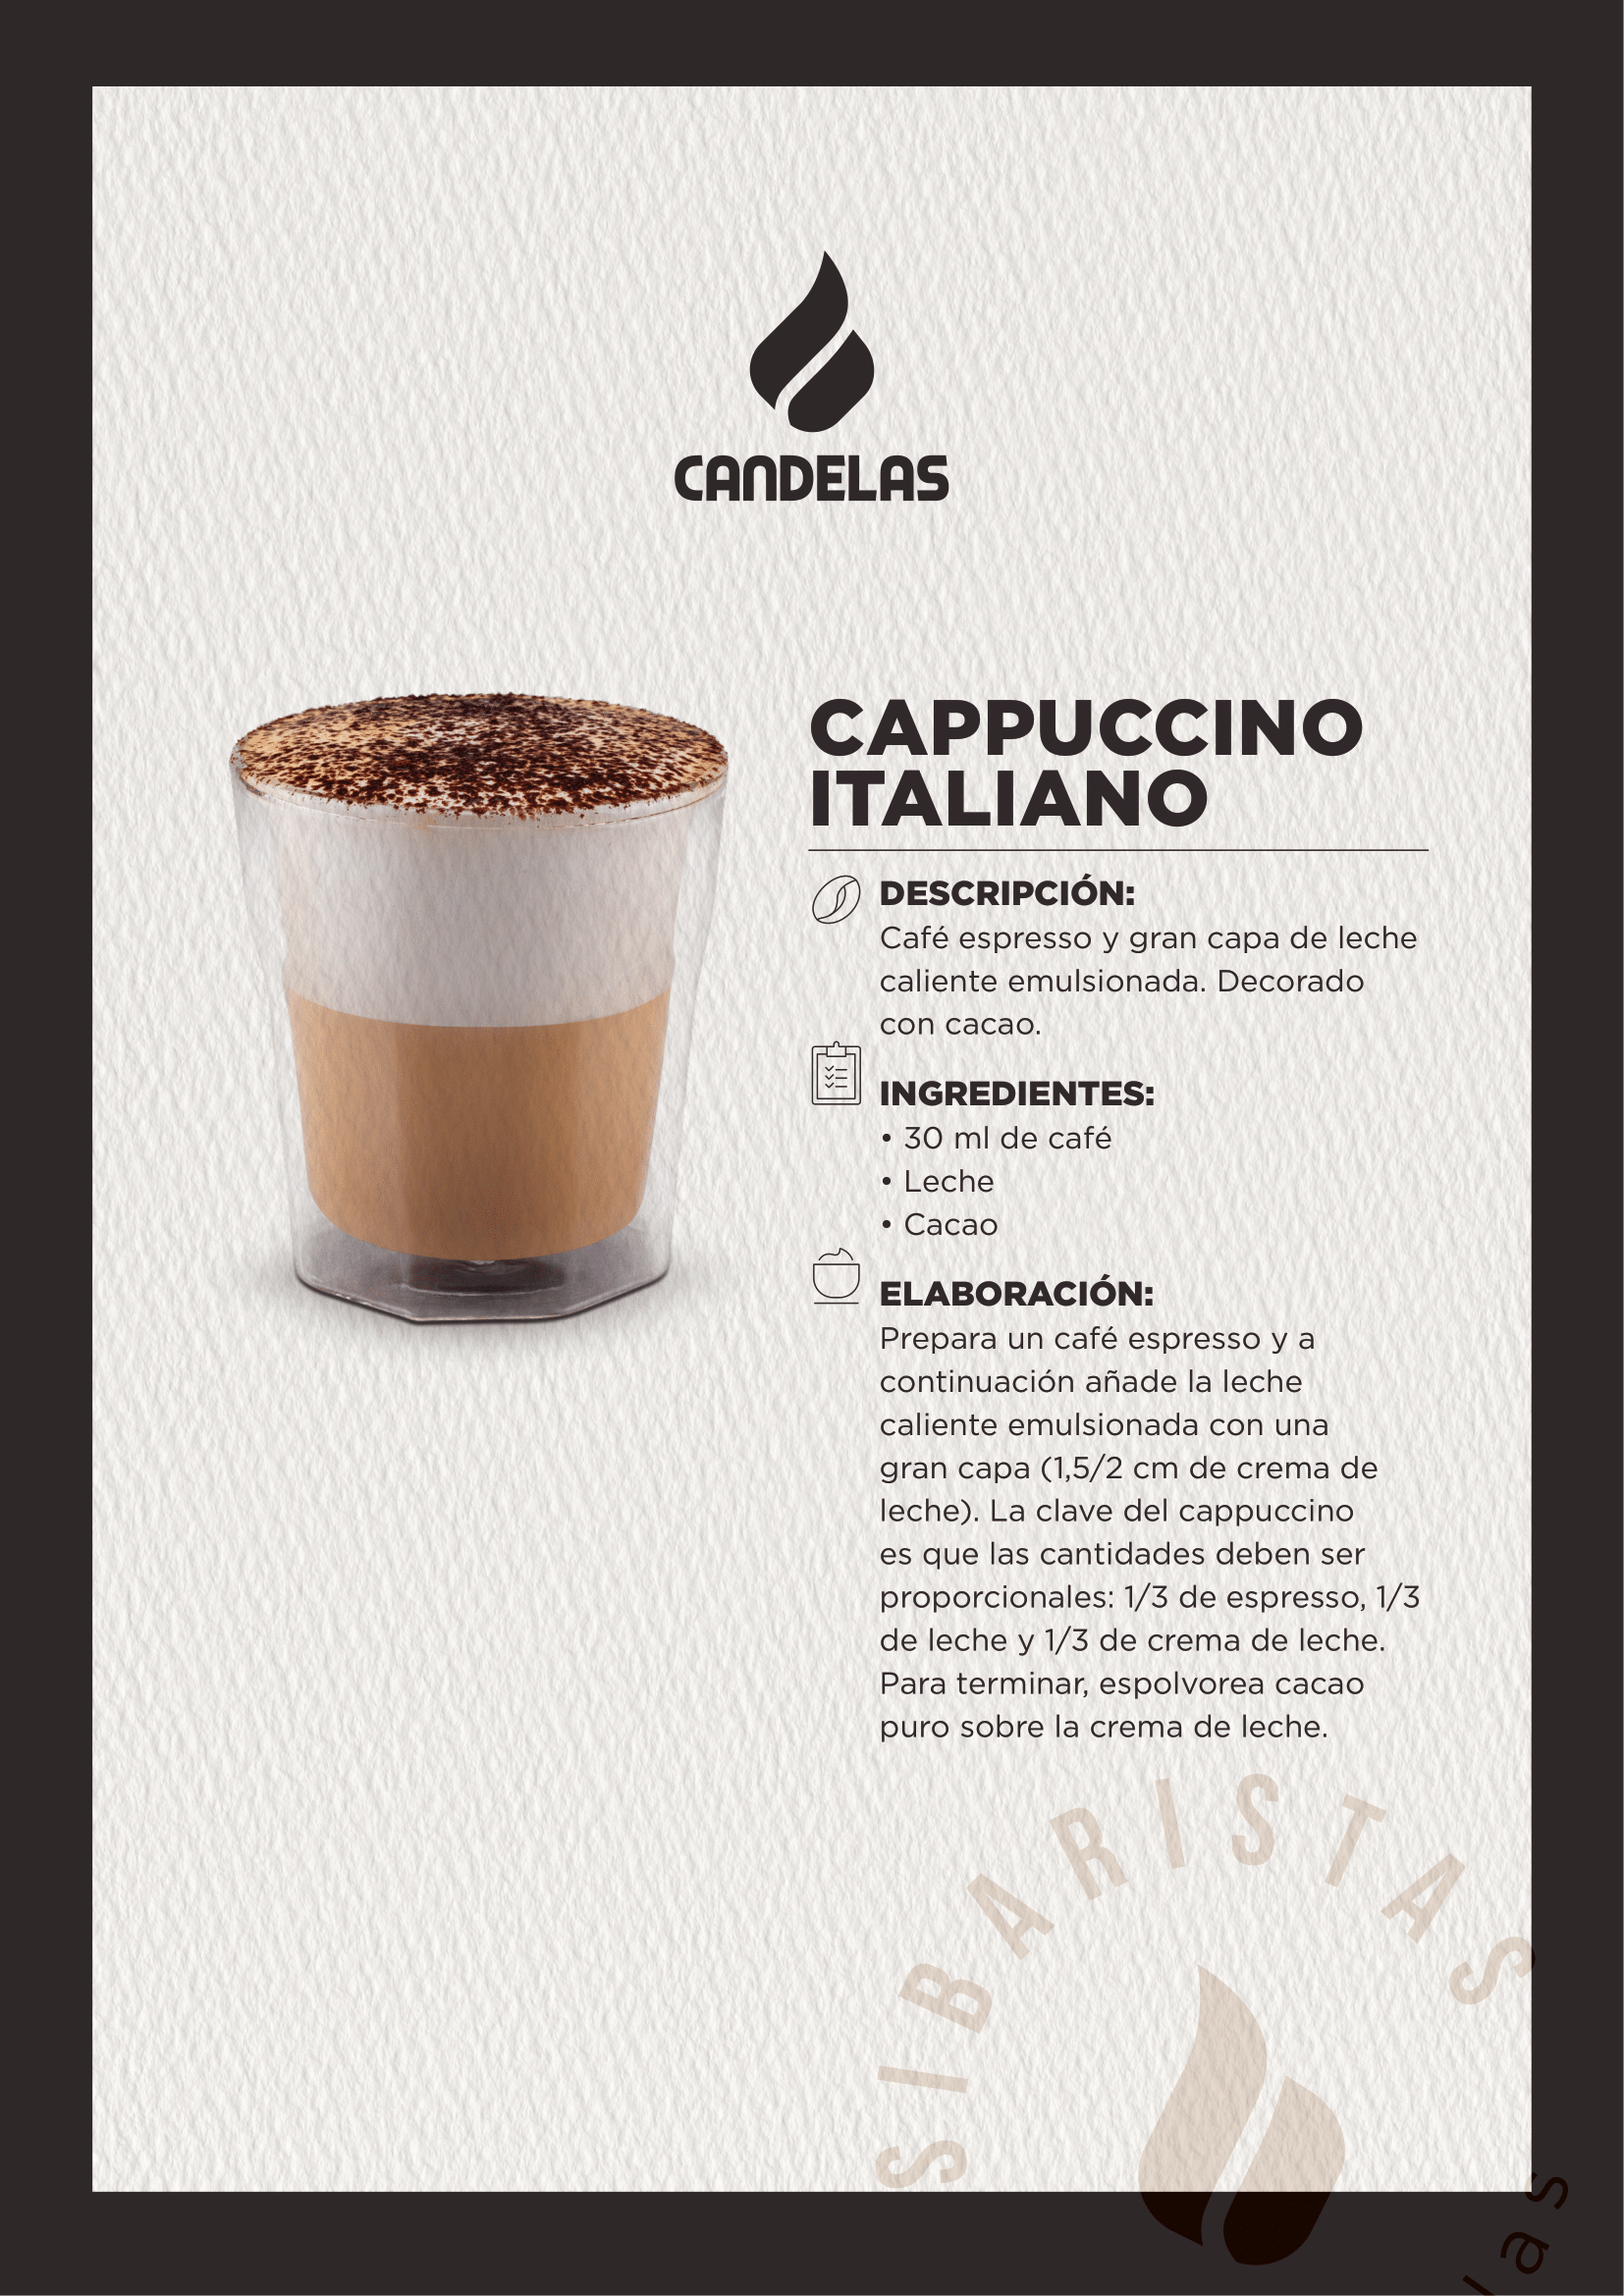 CANDELAS
CAPPUCCINO
ITALIANO
DESCRIPCIÓN:
Café espresso y gran capa de leche
caliente emulsionada. Decorado
con cacao.
INGREDIENTES:
• 30 ml de café
• Leche
• Cacao
ELABORACIÓN:
Prepara un café espresso y a
continuación añade la leche
caliente emulsionada con una
gran capa (1,5/2 cm de crema de
leche). La clave del cappuccino
es que las cantidades deben ser
proporcionales: 1/3 de espresso, 1/3
de leche y 1/3 de crema de leche.
Para terminar, espolvorea cacao
puro sobre la crema de leche.
SIBARISTAS